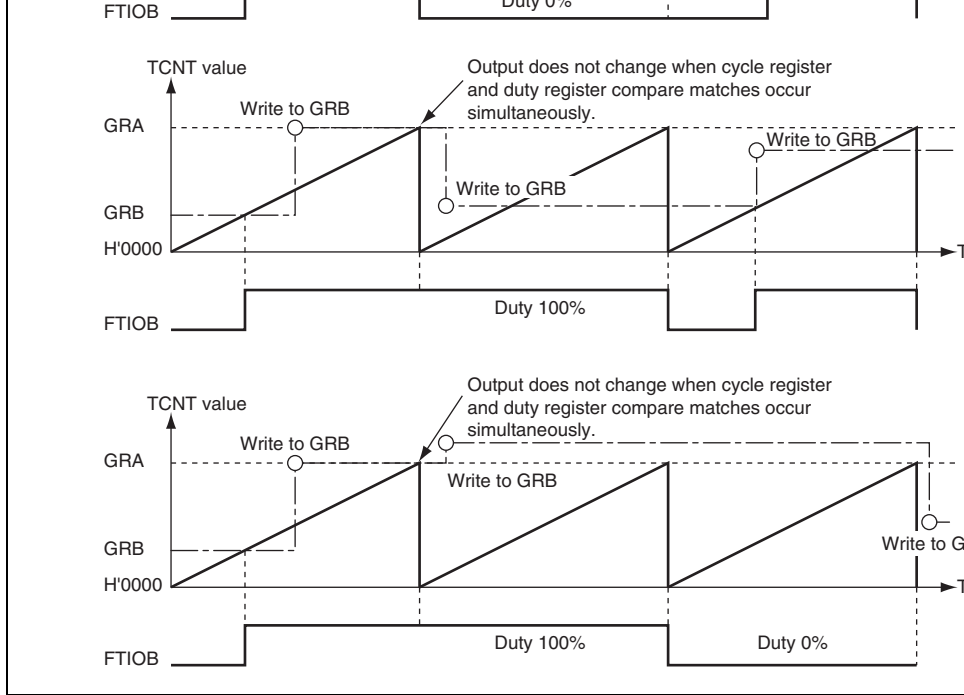 Duty 0%
FTIOB
TCNT value
Output does not change when cycle register
and duty register compare matches occur
simultaneously.
Write to GRB
GRA
Write to GRB
Write to GRB
GRB
H'0000
T
Duty 100%
FTIOB
Output does not change when cycle register
and duty register compare matches occur
simultaneously.
TCNT value
Write to GRB
GRA
Write to GRB
GRB
Write to G
H'0000
T
Duty 100%
Duty 0%
FTIOB